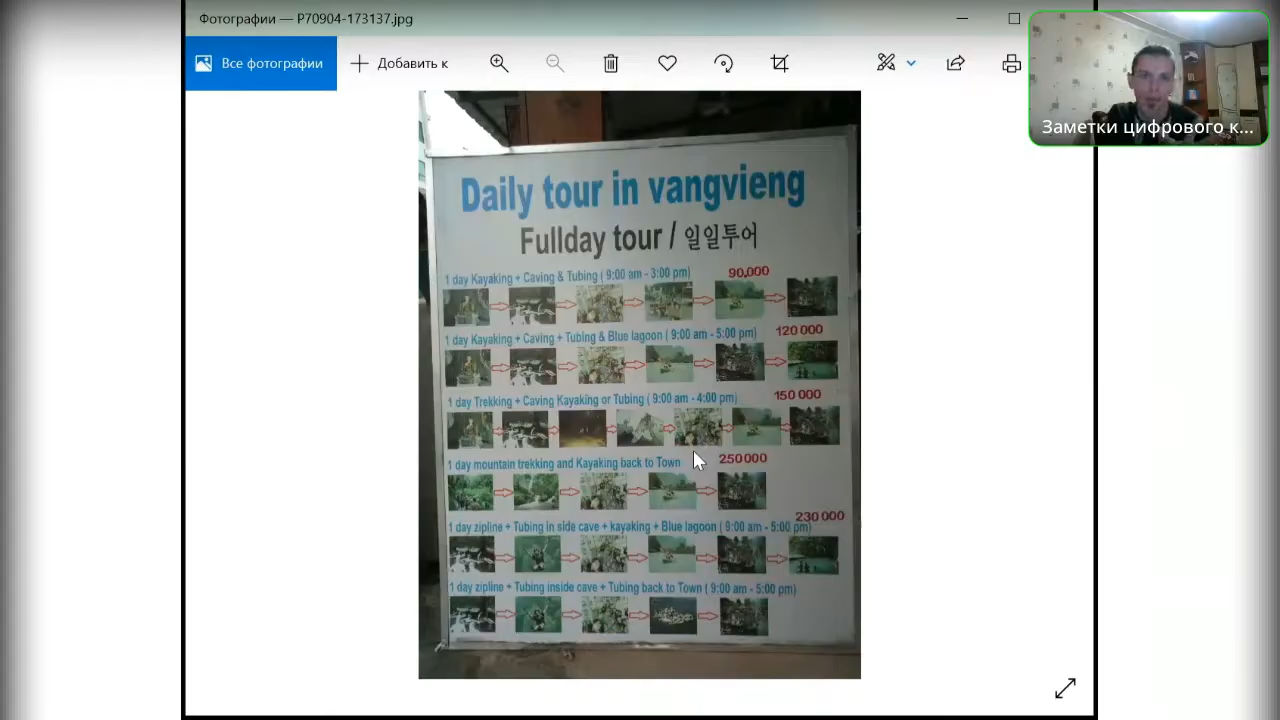 Фотографии — P70904-173137.jpg
Все фотографии
Добавить к
Заметки цифрового к...
Daily tour in vangvieng
Fullday tour / 일일투어
1 day Kayaking + Caving & Tubing ( 9:00 am - 3:00 pm) 90,000
1 day Kayaking + Caving + Tubing & Blue lagoon ( 9:00 am - 5:00 pm) 120 000
1 day Trekking + Caving Kayaking or Tubing ( 9:00 am - 4:00 pm) 150 000
1 day mountain trekking and Kayaking back to Town 250000
230 000
1 day zipline + Tubing in side cave + kayaking + Blue lagoon ( 9:00 am - 5:00 pm)
1 day zipline + Tubing inside cave + Tubing back to Town ( 9:00 am - 5:00 pm)